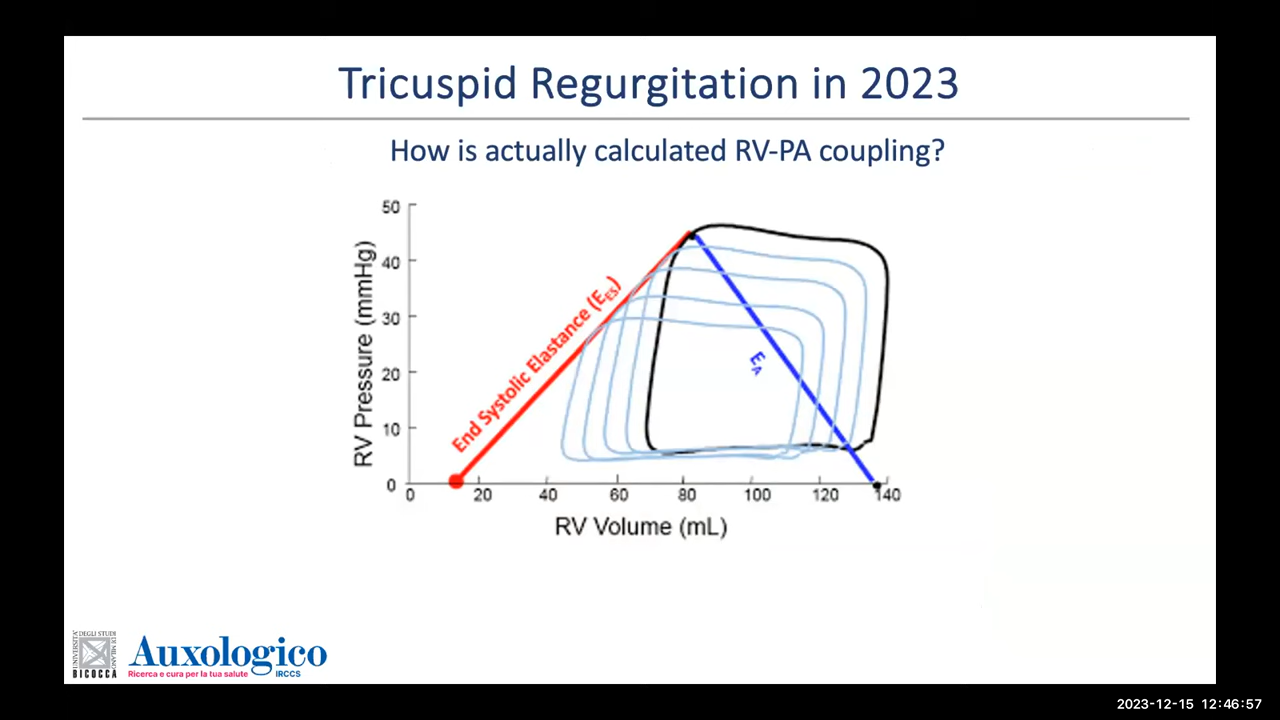 Tricuspid Regurgitation in 2023
How is actually calculated RV-PA coupling?
50
40
30
20
10
0
RV Pressure (mmHg)
End Systolic Elastance (EES)
EA
0 20 40 60 80 100 120 140
RV Volume (mL)
UNIVERSITA'
DEGLI STUDI
DI MILANO
BICOCCA
Auxologico
Ricerca e cura per la tua salute IRCCS
2023-12-15 12:46:57